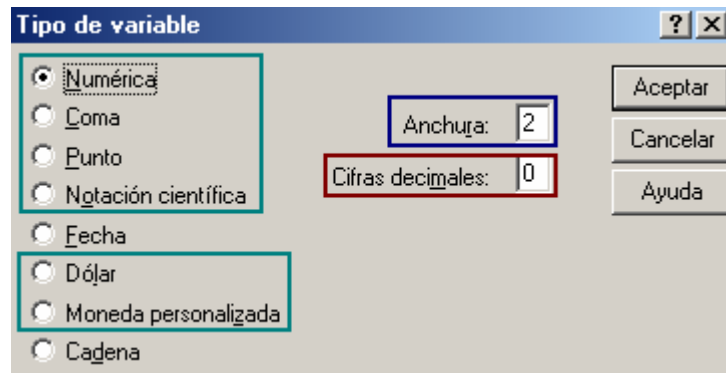 Tipo de variable
Numérica
Coma
Punto
Notación científica
Fecha
Dólar
Moneda personalizada
Cadena
Anchura: 2
Cifras decimales: 0
Aceptar
Cancelar
Ayuda